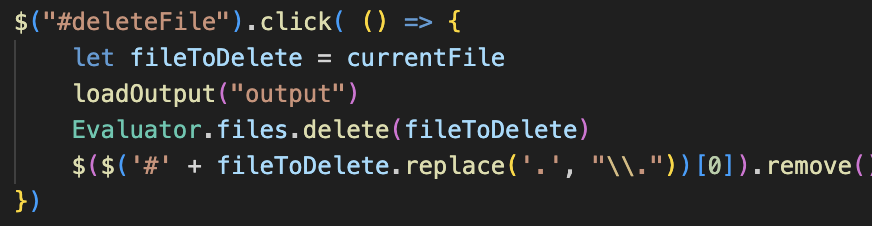 $("#deleteFile").click( () => {
    let fileToDelete = currentFile
    loadOutput("output")
    Evaluator.files.delete(fileToDelete)
    $($('#' + fileToDelete.replace('.', "\\."))[0]).remove()
})